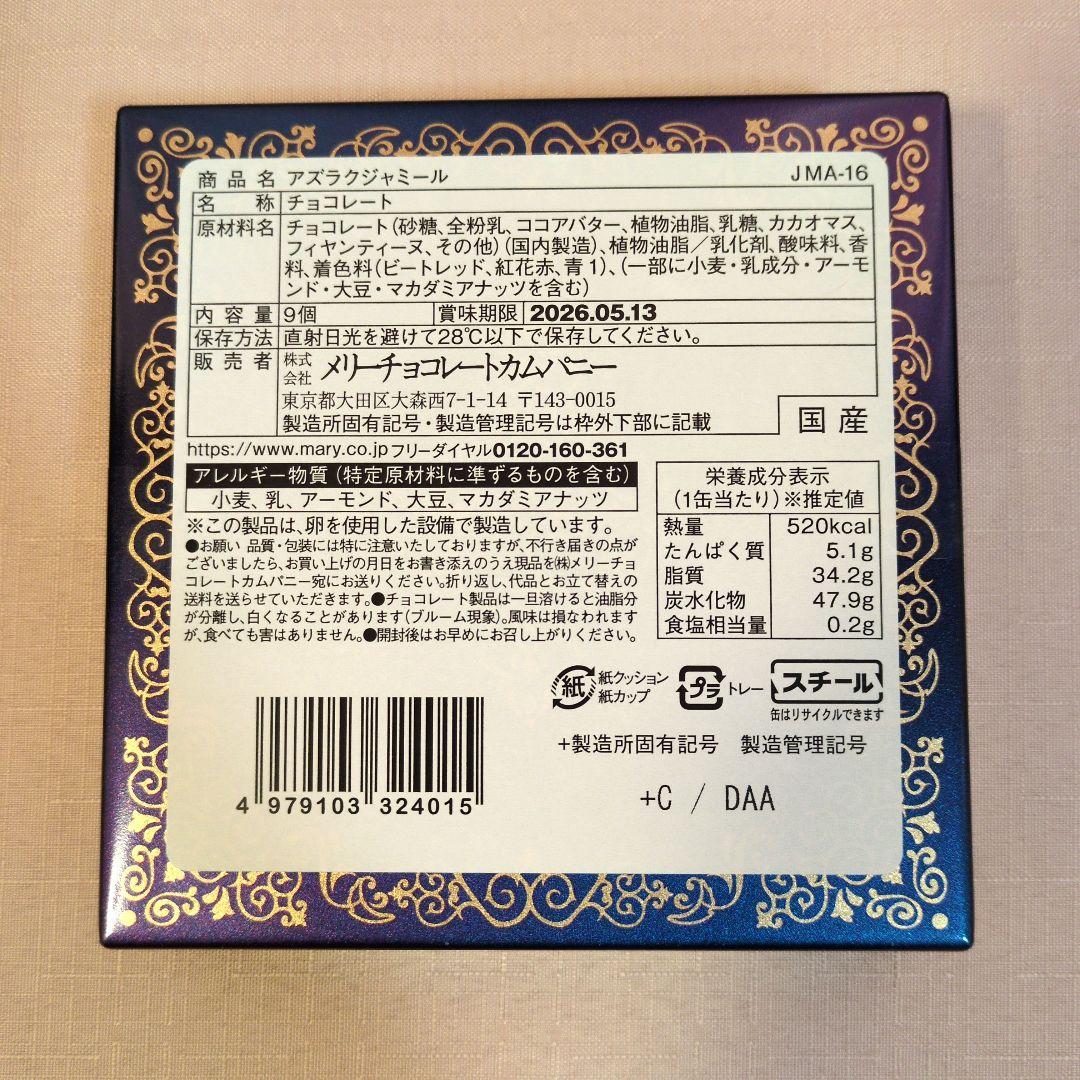 商品名 アズラクジャミール JMA-16
名称 チョコレート
原材料名 チョコレート(砂糖、全粉乳、ココアバター、植物油脂、乳糖、カカオマス、
フィヤンティーヌ、その他)(国内製造)、植物油脂/乳化剤、酸味料、香
料、着色料(ビートレッド、紅花赤、青1)、(一部に小麦・乳成分・アーモ
ンド・大豆・マカダミアナッツを含む)
内容量 9個 賞味期限 2026.05.13
保存方法 直射日光を避けて28℃以下で保存してください。
販売者 株式会社 メリーチョコレートカムパニー
東京都大田区大森西7-1-14 〒143-0015
製造所固有記号・製造管理記号は枠外下部に記載
国産
https://www.mary.co.jp フリーダイヤル0120-160-361
アレルギー物質(特定原材料に準ずるものを含む)
小麦、乳、アーモンド、大豆、マカダミアナッツ
※この製品は、卵を使用した設備で製造しています。
●お願い 品質・包装には特に注意いたしておりますが、不行き届きの点が
ございましたら、お買い上げの月日をお書き添えのうえ現品を㈱メリーチョ
コレートカムパニー宛にお送りください。折り返し、代品とお立て替えの
送料を送らせていただきます。●チョコレート製品は一旦溶けると油脂分
が分離し、白くなることがあります(ブルーム現象)。風味は損なわれます
が、食べても害はありません。●開封後はお早めにお召し上がりください。
栄養成分表示
(1缶当たり)※推定値
熱量 520kcal
たんぱく質 5.1g
脂質 34.2g
炭水化物 47.9g
食塩相当量 0.2g
紙 紙クッション
紙カップ
プラ トレー
スチール
缶はリサイクルできます
+製造所固有記号 製造管理記号
+C / DAA
4 979103 324015